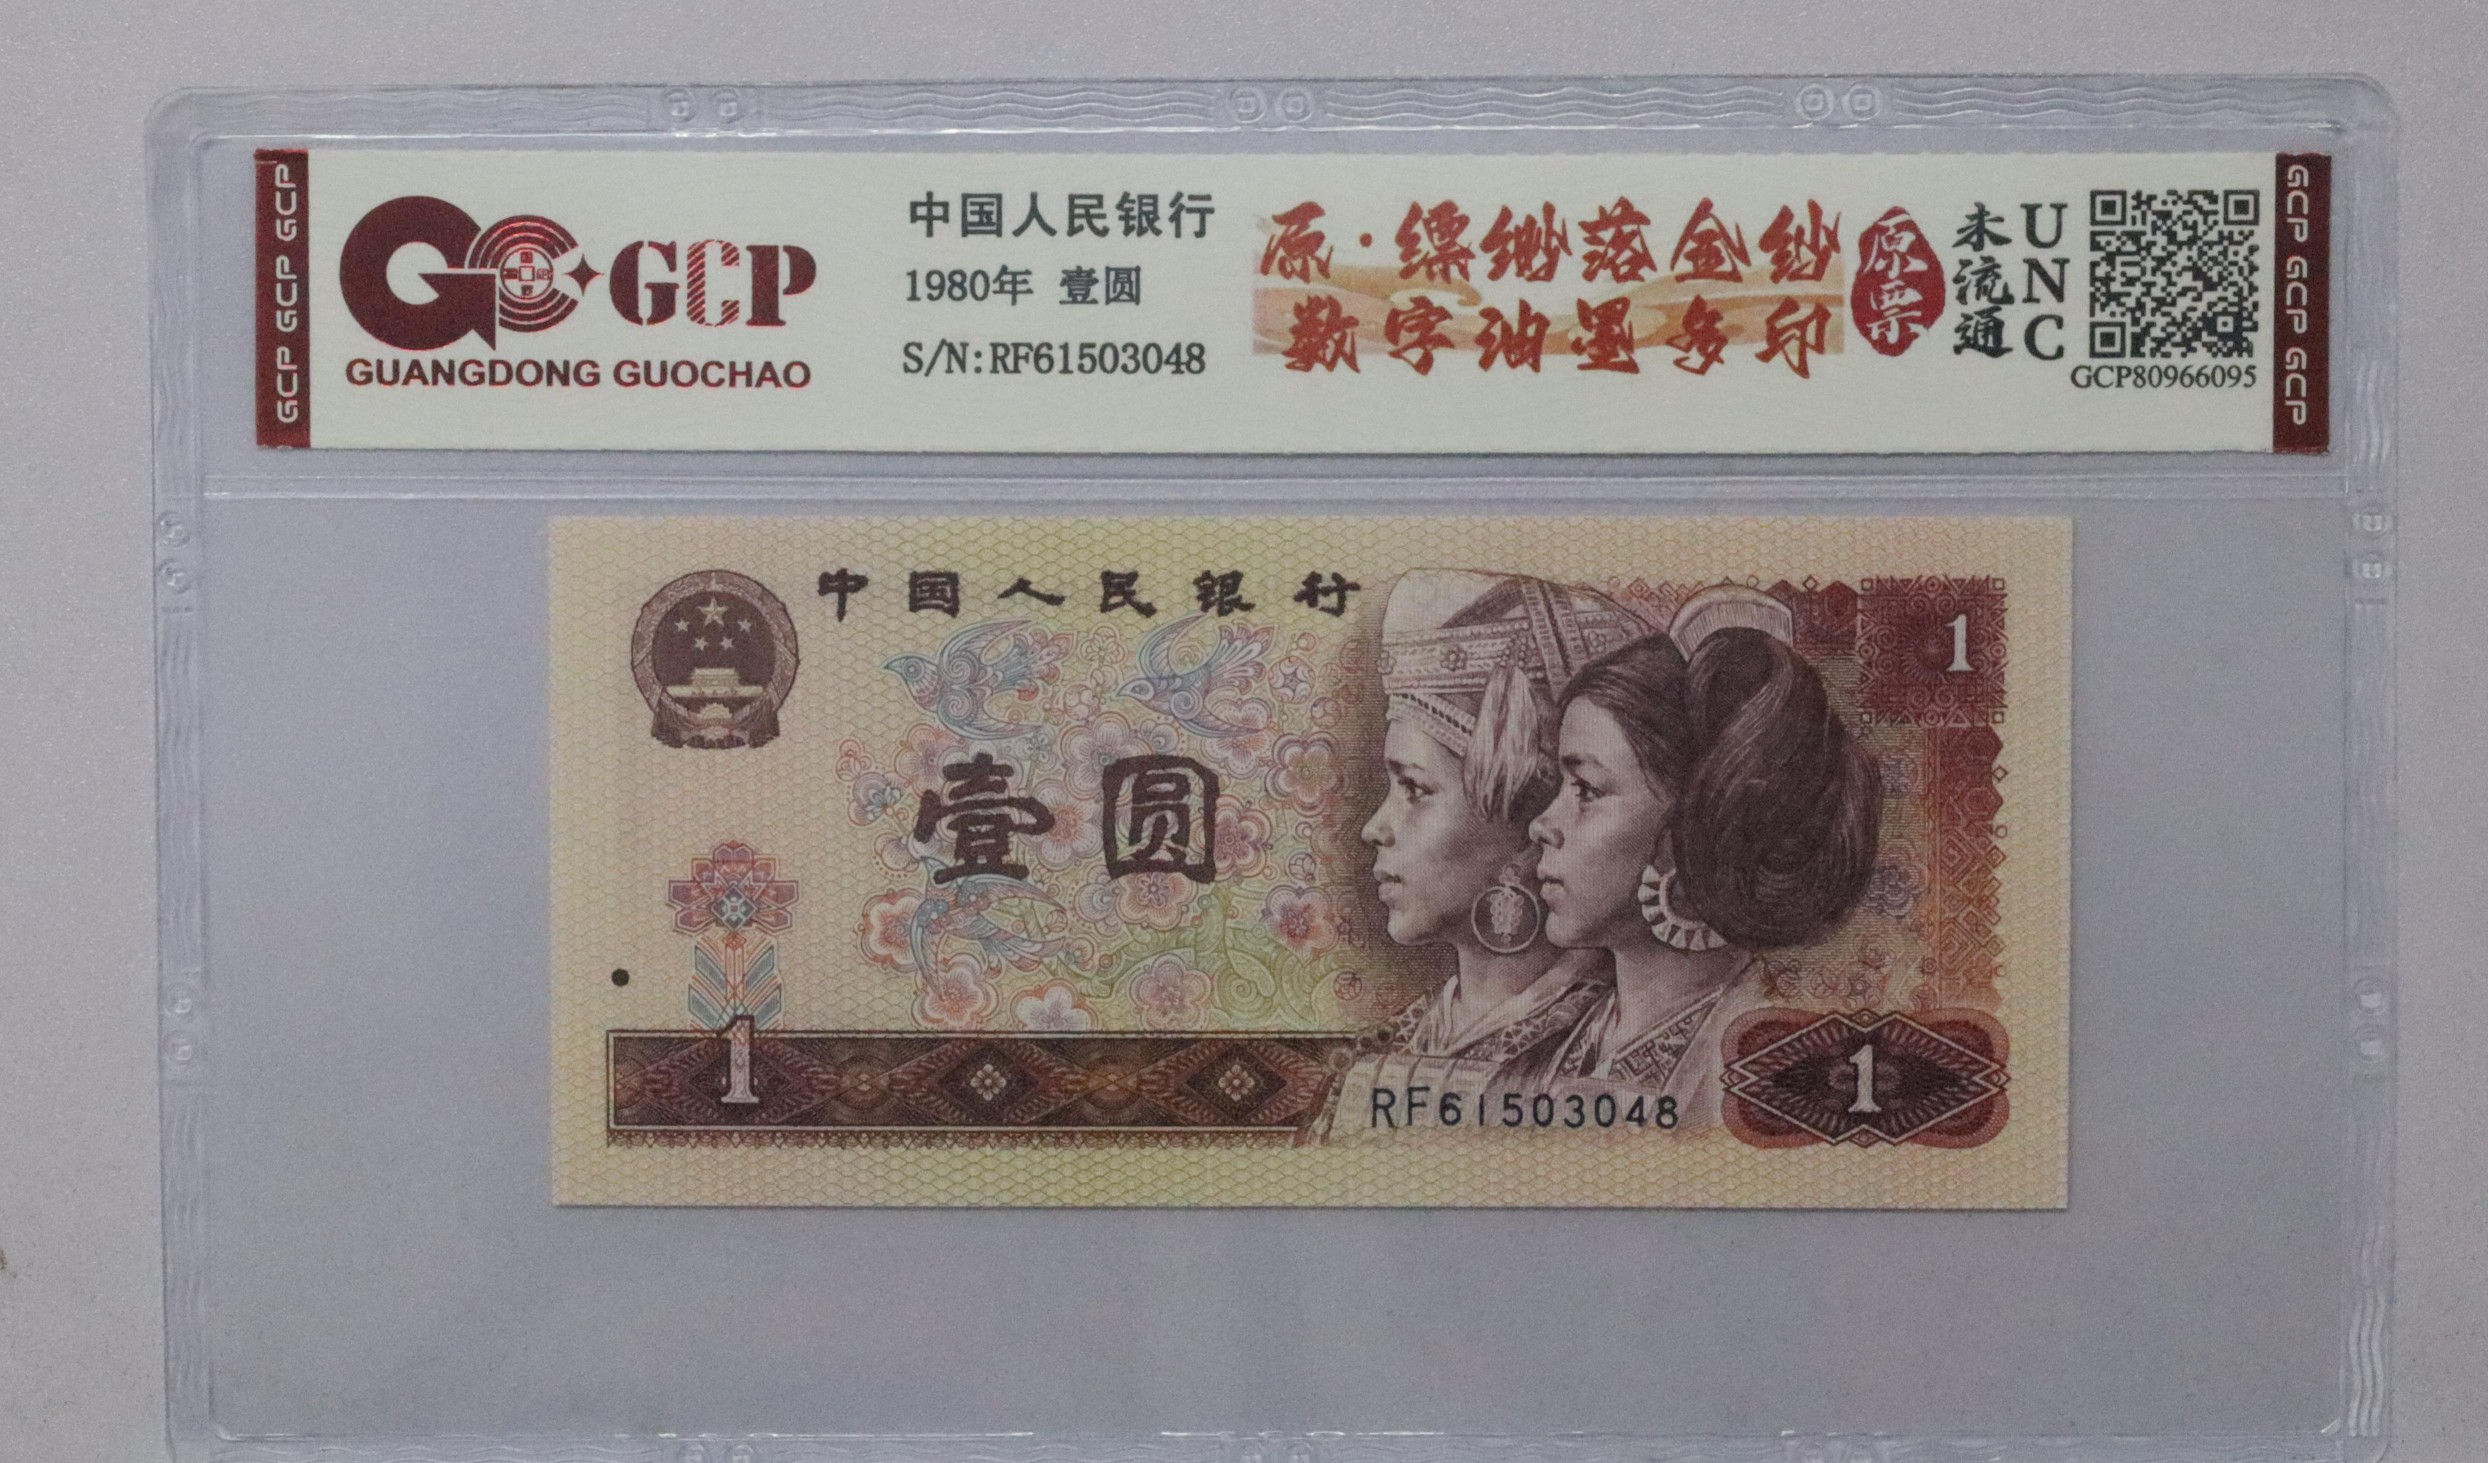 GCP GCP GCP
GCP
GUANGDONG GUOCHAO
中国人民银行
1980年 壹圆
S/N:RF61503048
原·缥缈落金纱
数字油墨多印
原票
未流通
UNC
GCP80966095
GCP GCP GCP
中国人民银行
1
壹圆
1
RF61503048
1